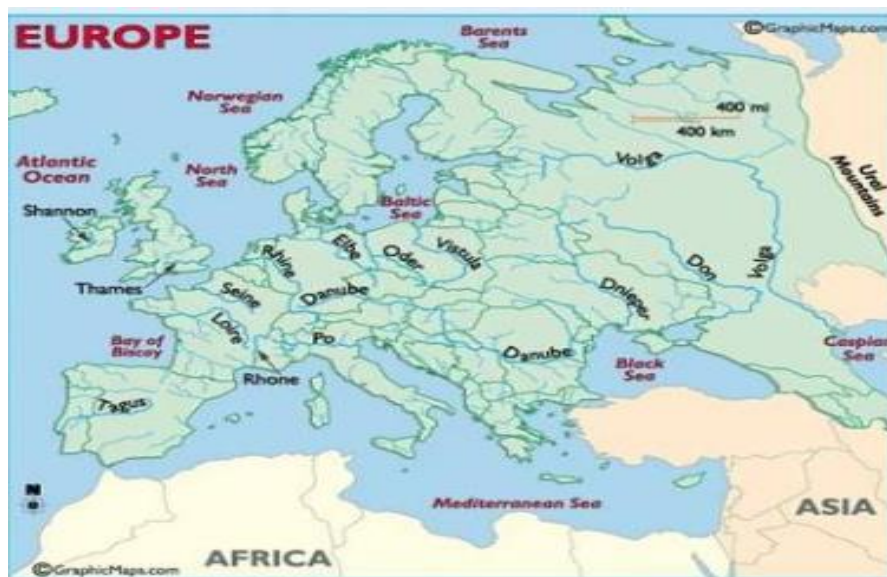 EUROPE
Barents
Sea
©GraphicMaps.com
Norwegian
Sea
400 mi
400 km
Atlantic
Ocean
North
Sea
Volga
Ural
Mountains
Shannon
Baltic
Sea
Thames
Rhine
Elbe
Oder
Vistula
Don
Volga
Seine
Danube
Dnieper
Loire
Bay of
Biscay
Po
Danube
Black
Sea
Caspian
Sea
Rhone
Tagus
N
Mediterranean Sea
ASIA
AFRICA
©GraphicMaps.com